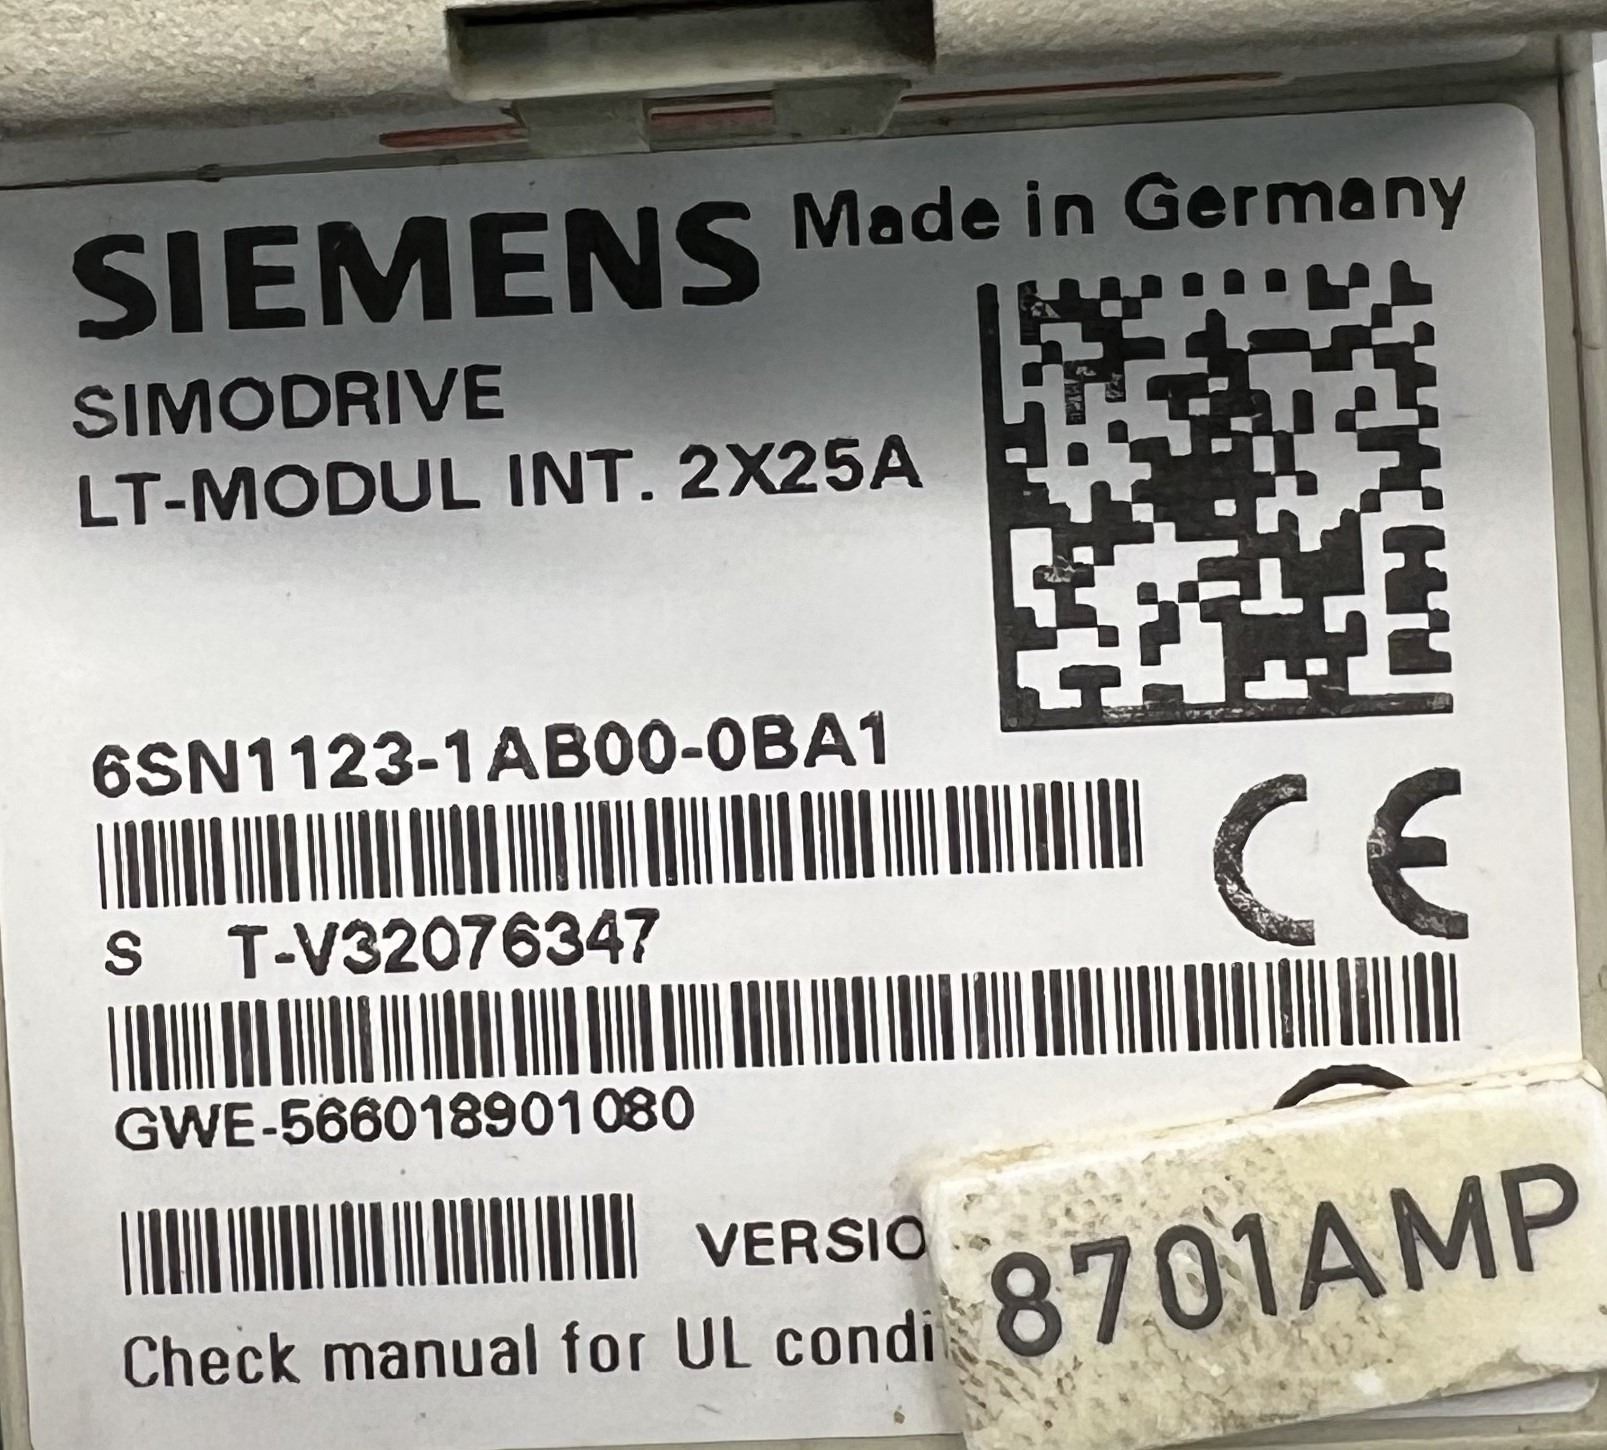 SIEMENS Made in Germany
SIMODRIVE
LT-MODUL INT. 2X25A
6SN1123-1AB00-0BA1
CE
S T-V32076347
GWE-566018901080
VERSIO
8701AMP
Check manual for UL condi